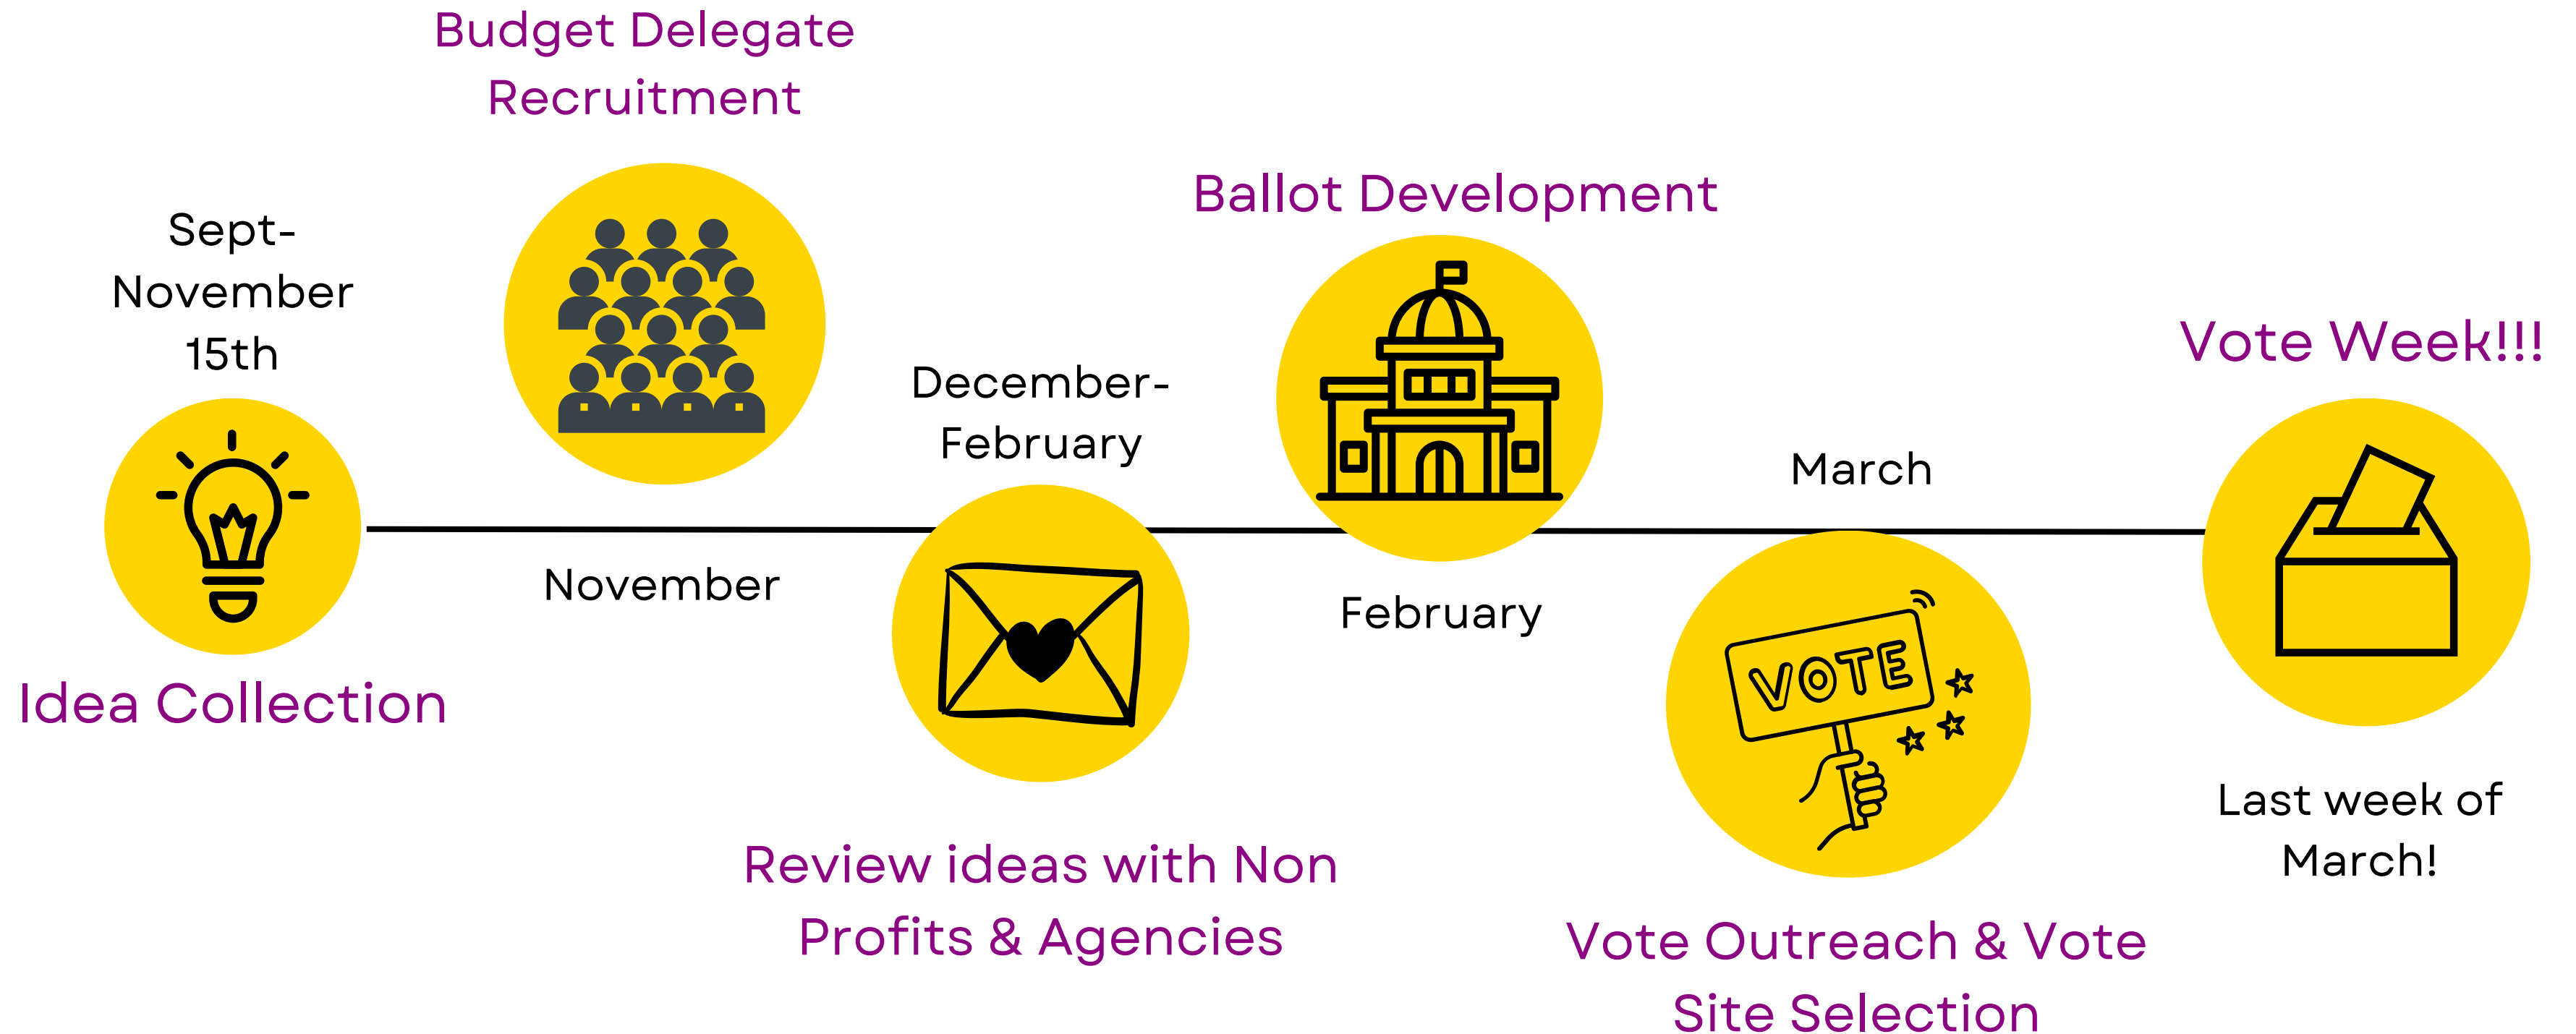 Sept-
November
15th
Idea Collection
Budget Delegate
Recruitment
November
December-
February
Review ideas with Non
Profits & Agencies
Ballot Development
February
March
VOTE
Vote Outreach & Vote
Site Selection
Vote Week!!!
Last week of
March!